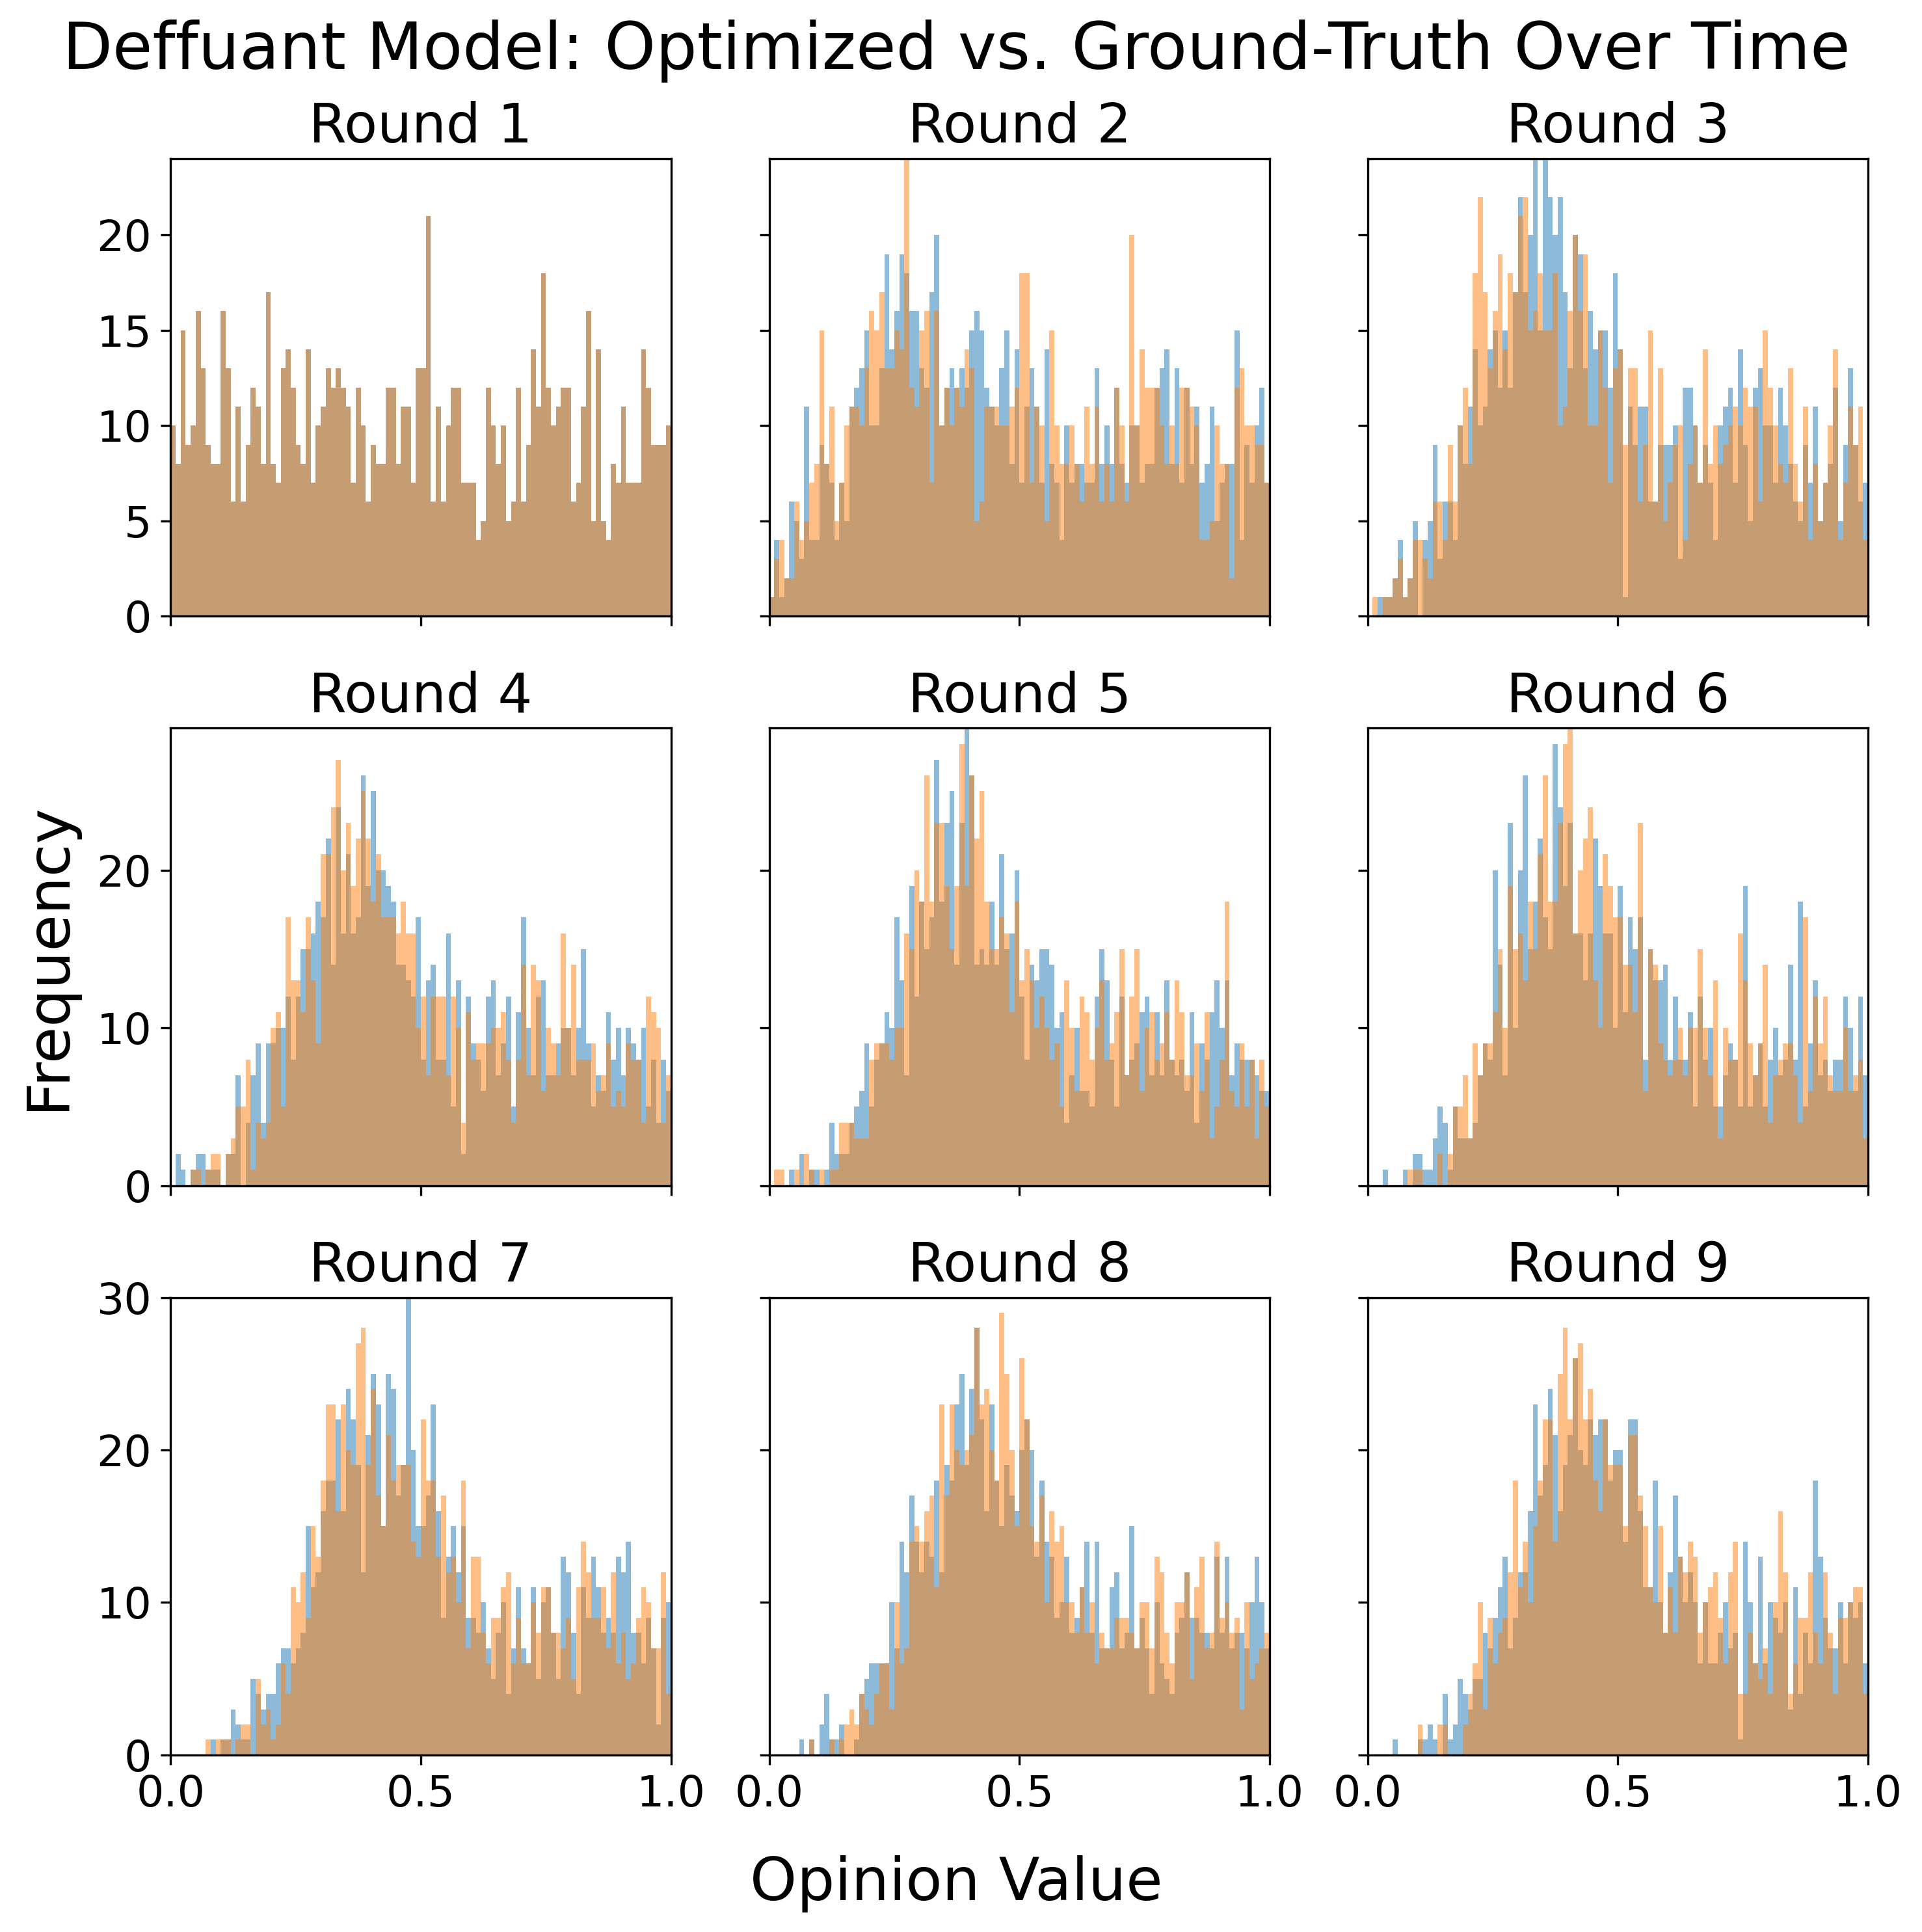 Deffuant Model: Optimized vs. Ground-Truth Over Time
Round 1
Round 2
Round 3
20
15
10
5
0
Round 4
Round 5
Round 6
20
10
0
Frequency
Round 7
Round 8
Round 9
30
20
10
0
0.0 0.5 1.0 0.0 0.5 1.0 0.0 0.5 1.0
Opinion Value